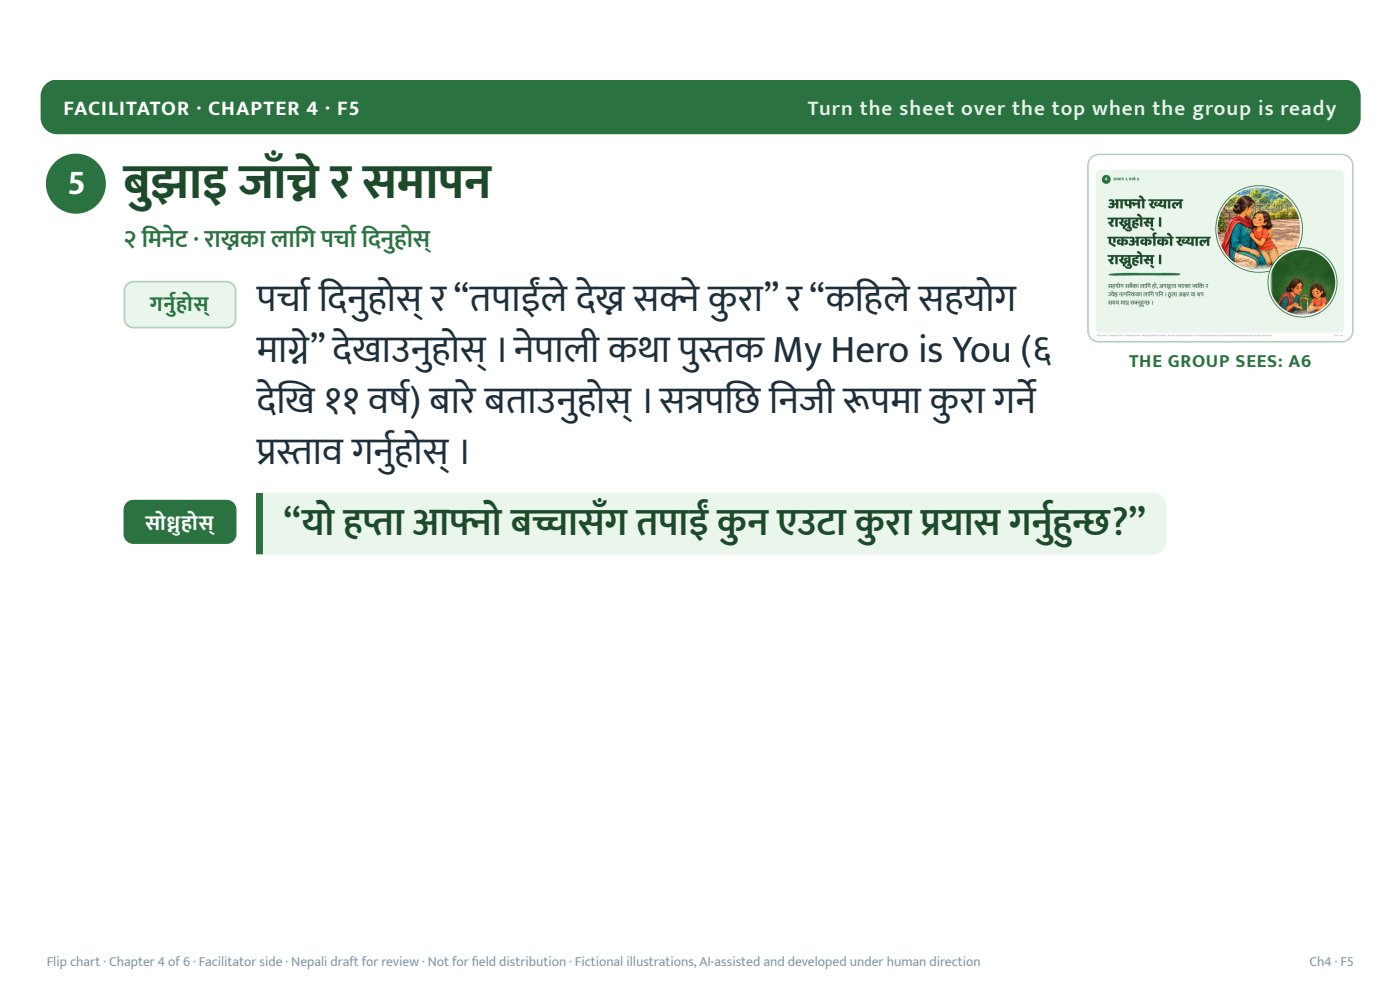 FACILITATOR · CHAPTER 4 · F5
Turn the sheet over the top when the group is ready
5
बुझाइ जाँच्ने र समापन
२ मिनेट · राख्नका लागि पर्चा दिनुहोस्
गर्नुहोस्
पर्चा दिनुहोस् र “तपाईंले देख्न सक्ने कुरा” र “कहिले सहयोग
माग्ने” देखाउनुहोस् । नेपाली कथा पुस्तक My Hero is You (६
देखि ११ वर्ष) बारे बताउनुहोस् । सत्रपछि निजी रूपमा कुरा गर्ने
प्रस्ताव गर्नुहोस् ।
आफ्नो ख्याल
राख्नुहोस् ।
एकअर्काको ख्याल
राख्नुहोस् ।
THE GROUP SEES: A6
सोध्नुहोस्
“यो हप्ता आफ्नो बच्चासँग तपाईं कुन एउटा कुरा प्रयास गर्नुहुन्छ?”
Flip chart · Chapter 4 of 6 · Facilitator side · Nepali draft for review · Not for field distribution · Fictional illustrations, AI-assisted and developed under human direction
Ch4 · F5